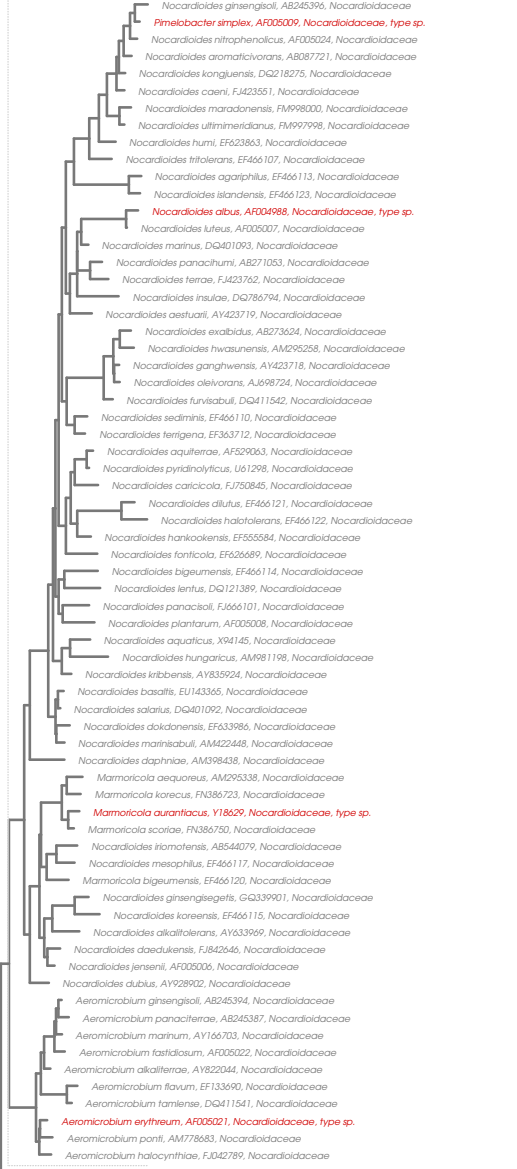 Nocardioides ginsengisoli, AB245396, Nocardioidaceae
Pimelobacter simplex, AF005009, Nocardioidaceae, type sp.
Nocardioides nitrophenolicus, AF005024, Nocardioidaceae
Nocardioides aromaticivorans, AB087721, Nocardioidaceae
Nocardioides kongjuensis, DQ218275, Nocardioidaceae
Nocardioides caeni, FJ423551, Nocardioidaceae
Nocardioides maradonensis, FM998000, Nocardioidaceae
Nocardioides ultimimeridianus, FM997998, Nocardioidaceae
Nocardioides humi, EF623863, Nocardioidaceae
Nocardioides tritolerans, EF466107, Nocardioidaceae
Nocardioides agariphilus, EF466113, Nocardioidaceae
Nocardioides islandensis, EF466123, Nocardioidaceae
Nocardioides albus, AF004988, Nocardioidaceae, type sp.
Nocardioides luteus, AF005007, Nocardioidaceae
Nocardioides marinus, DQ401093, Nocardioidaceae
Nocardioides panacihumi, AB271053, Nocardioidaceae
Nocardioides terrae, FJ423762, Nocardioidaceae
Nocardioides insulae, DQ786794, Nocardioidaceae
Nocardioides aestuarii, AY423719, Nocardioidaceae
Nocardioides exalbidus, AB273624, Nocardioidaceae
Nocardioides hwasunensis, AM295258, Nocardioidaceae
Nocardioides ganghwensis, AY423718, Nocardioidaceae
Nocardioides oleivorans, AJ698724, Nocardioidaceae
Nocardioides furvisabuli, DQ411542, Nocardioidaceae
Nocardioides sediminis, EF466110, Nocardioidaceae
Nocardioides terrigena, EF363712, Nocardioidaceae
Nocardioides aquiterrae, AF529063, Nocardioidaceae
Nocardioides pyridinolyticus, U61298, Nocardioidaceae
Nocardioides caricicola, FJ750845, Nocardioidaceae
Nocardioides dilutus, EF466121, Nocardioidaceae
Nocardioides halotolerans, EF466122, Nocardioidaceae
Nocardioides hankookensis, EF555584, Nocardioidaceae
Nocardioides fonticola, EF626689, Nocardioidaceae
Nocardioides bigeumensis, EF466114, Nocardioidaceae
Nocardioides lentus, DQ121389, Nocardioidaceae
Nocardioides panacisoli, FJ666101, Nocardioidaceae
Nocardioides plantarum, AF005008, Nocardioidaceae
Nocardioides aquaticus, X94145, Nocardioidaceae
Nocardioides hungaricus, AM981198, Nocardioidaceae
Nocardioides kribbensis, AY835924, Nocardioidaceae
Nocardioides basaltis, EU143365, Nocardioidaceae
Nocardioides salarius, DQ401092, Nocardioidaceae
Nocardioides dokdonensis, EF633986, Nocardioidaceae
Nocardioides marinisabuli, AM422448, Nocardioidaceae
Nocardioides daphniae, AM398438, Nocardioidaceae
Marmoricola aequoreus, AM295338, Nocardioidaceae
Marmoricola korecus, FN386723, Nocardioidaceae
Marmoricola aurantiacus, Y18629, Nocardioidaceae, type sp.
Marmoricola scoriae, FN386750, Nocardioidaceae
Nocardioides iriomotensis, AB544079, Nocardioidaceae
Nocardioides mesophilus, EF466117, Nocardioidaceae
Marmoricola bigeumensis, EF466120, Nocardioidaceae
Nocardioides ginsengisegetis, GQ339901, Nocardioidaceae
Nocardioides koreensis, EF466115, Nocardioidaceae
Nocardioides alkalitolerans, AY633969, Nocardioidaceae
Nocardioides daedukensis, FJ842646, Nocardioidaceae
Nocardioides jensenii, AF005006, Nocardioidaceae
Nocardioides dubius, AY928902, Nocardioidaceae
Aeromicrobium ginsengisoli, AB245394, Nocardioidaceae
Aeromicrobium panaciterrae, AB245387, Nocardioidaceae
Aeromicrobium marinum, AY166703, Nocardioidaceae
Aeromicrobium fastidiosum, AF005022, Nocardioidaceae
Aeromicrobium alkaliterrae, AY822044, Nocardioidaceae
Aeromicrobium flavum, EF133690, Nocardioidaceae
Aeromicrobium tamlense, DQ411541, Nocardioidaceae
Aeromicrobium erythreum, AF005021, Nocardioidaceae, type sp.
Aeromicrobium ponti, AM778683, Nocardioidaceae
Aeromicrobium halocynthiae, FJ042789, Nocardioidaceae